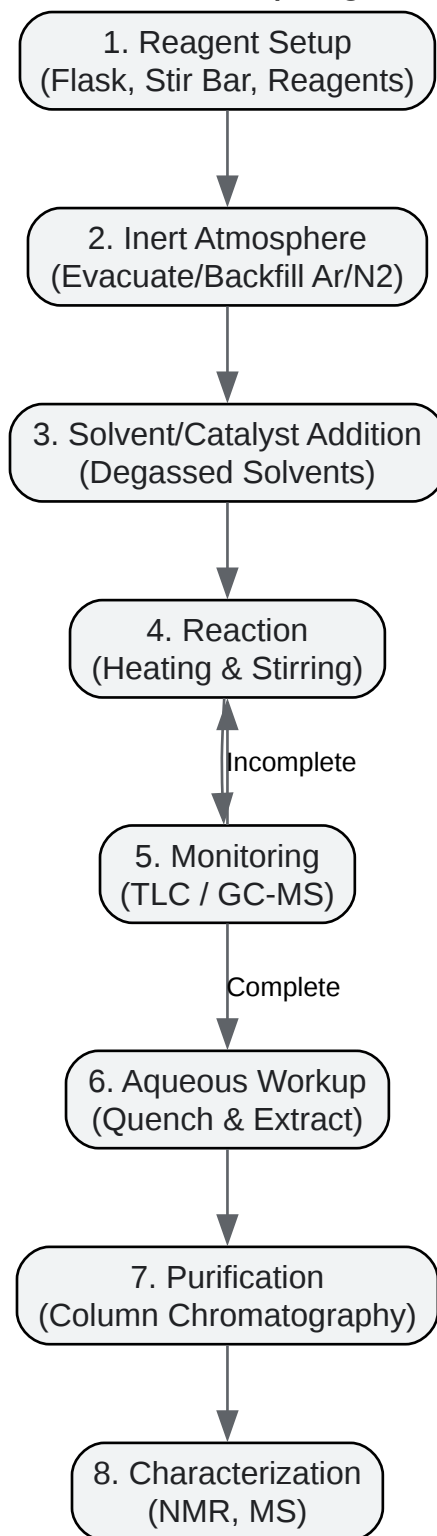 1. Reagent Setup
(Flask, Stir Bar, Reagents)
2. Inert Atmosphere
(Evacuate/Backfill Ar/N2)
3. Solvent/Catalyst Addition
(Degassed Solvents)
4. Reaction
(Heating & Stirring)
Incomplete
5. Monitoring
(TLC / GC-MS)
Complete
6. Aqueous Workup
(Quench & Extract)
7. Purification
(Column Chromatography)
8. Characterization
(NMR, MS)